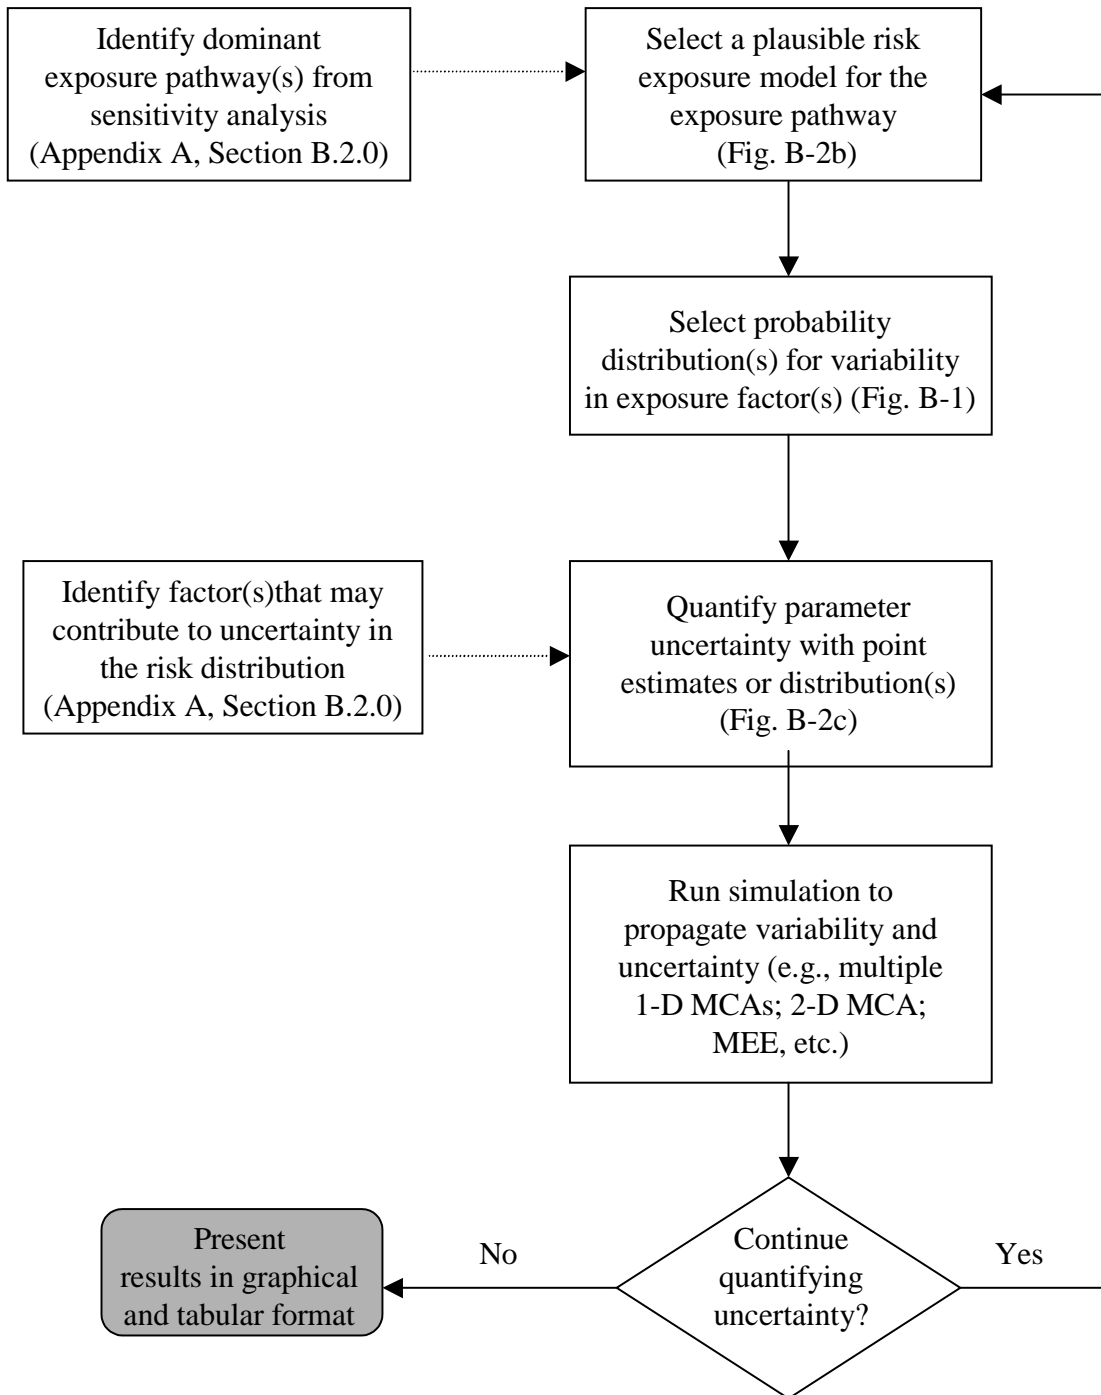 Identify dominant
exposure pathway(s) from
sensitivity analysis
(Appendix A, Section B.2.0)
Select a plausible risk
exposure model for the
exposure pathway
(Fig. B-2b)
Select probability
distribution(s) for variability
in exposure factor(s) (Fig. B-1)
Identify factor(s)that may
contribute to uncertainty in
the risk distribution
(Appendix A, Section B.2.0)
Quantify parameter
uncertainty with point
estimates or distribution(s)
(Fig. B-2c)
Run simulation to
propagate variability and
uncertainty (e.g., multiple
1-D MCAs; 2-D MCA;
MEE, etc.)
Present
results in graphical
and tabular format
No
Continue
quantifying
uncertainty?
Yes